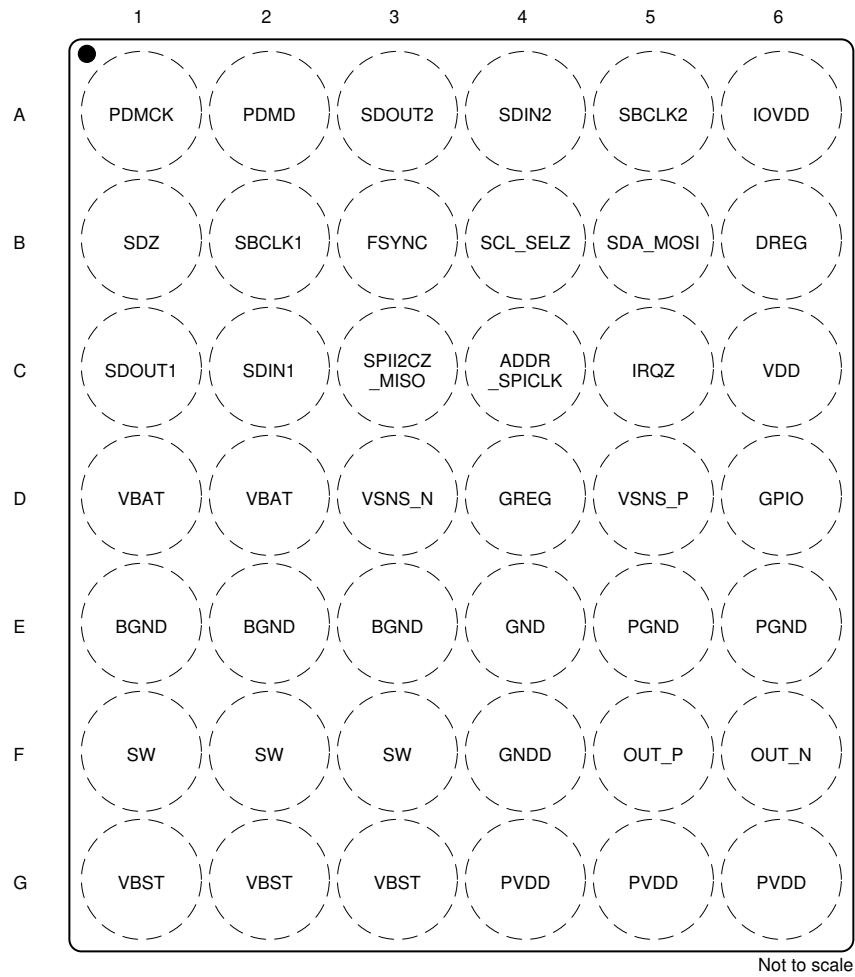 1 2 3 4 5 6
A PDMCK PDMD SDOUT2 SDIN2 SBCLK2 IOVDD
B SDZ SBCLK1 FSYNC SCL_SELZ SDA_MOSI DREG
C SDOUT1 SDIN1 SPII2CZ
_MISO ADDR
_SPICLK IRQZ VDD
D VBAT VBAT VSNS_N GREG VSNS_P GPIO
E BGND BGND BGND GND PGND PGND
F SW SW SW GNDD OUT_P OUT_N
G VBST VBST VBST PVDD PVDD PVDD
Not to scale